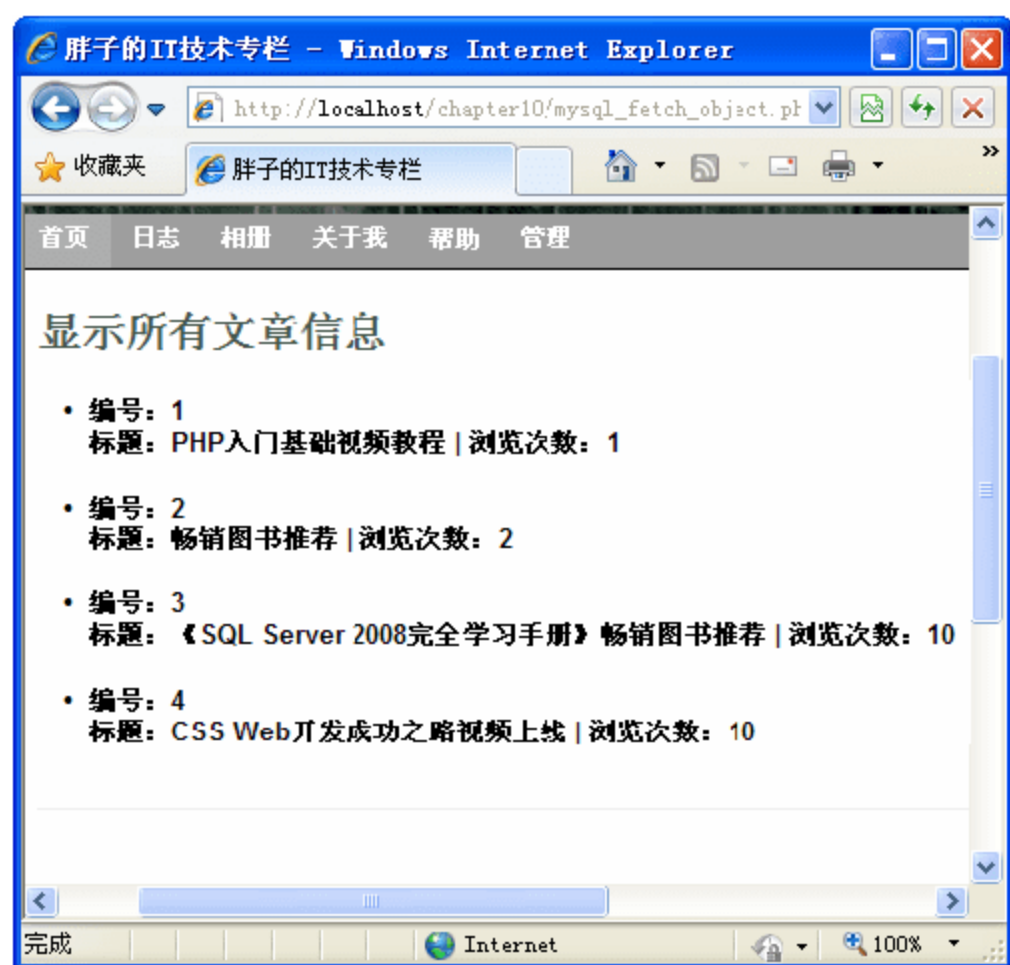 胖子的IT技术专栏 - Windows Internet Explorer
http://localhost/chapter10/mysql_fetch_object.ph
收藏夹 胖子的IT技术专栏 »
首页 日志 相册 关于我 帮助 管理
显示所有文章信息
• 编号：1
标题：PHP入门基础视频教程 | 浏览次数：1
• 编号：2
标题：畅销图书推荐 | 浏览次数：2
• 编号：3
标题：《SQL Server 2008完全学习手册》畅销图书推荐 | 浏览次数：10
• 编号：4
标题：CSS Web开发成功之路视频上线 | 浏览次数：10
完成 Internet 100%